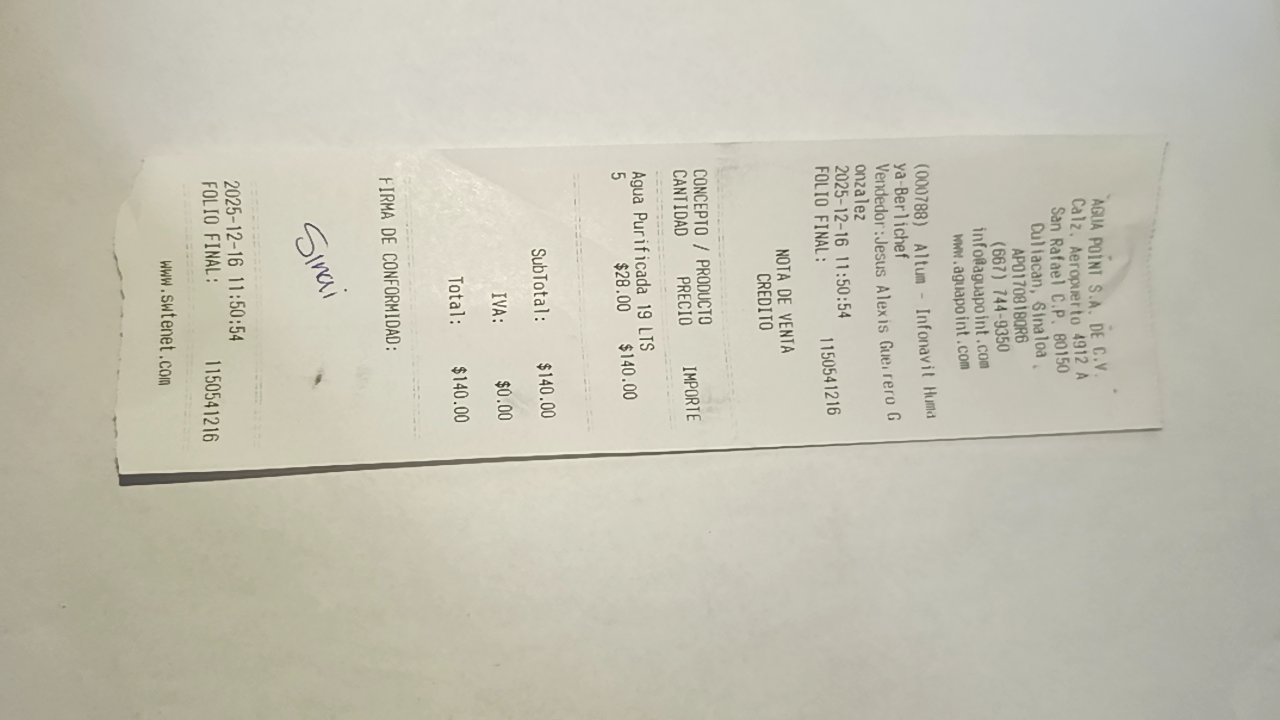 AGUA POINT S.A. DE C.V.
Calz. Aeropuerto 4912 A
San Rafael C.P. 80150
Culiacan, Sinaloa,
APO170818QR6
(667) 744-9350
info@aguapoint.com
www.aguapoint.com
(000788) Altum - Infonavit Huma
ya-Berlichef
Vendedor:Jesus Alexis Guerrero G
onzalez
2025-12-16 11:50:54
FOLIO FINAL: 1150541216
NOTA DE VENTA
CREDITO
CONCEPTO / PRODUCTO
CANTIDAD PRECIO IMPORTE
Agua Purificada 19 LTS
5 $28.00 $140.00
SubTotal: $140.00
IVA: $0.00
Total: $140.00
FIRMA DE CONFORMIDAD:
Sinai
2025-12-16 11:50:54
FOLIO FINAL: 1150541216
www.swtenet.com